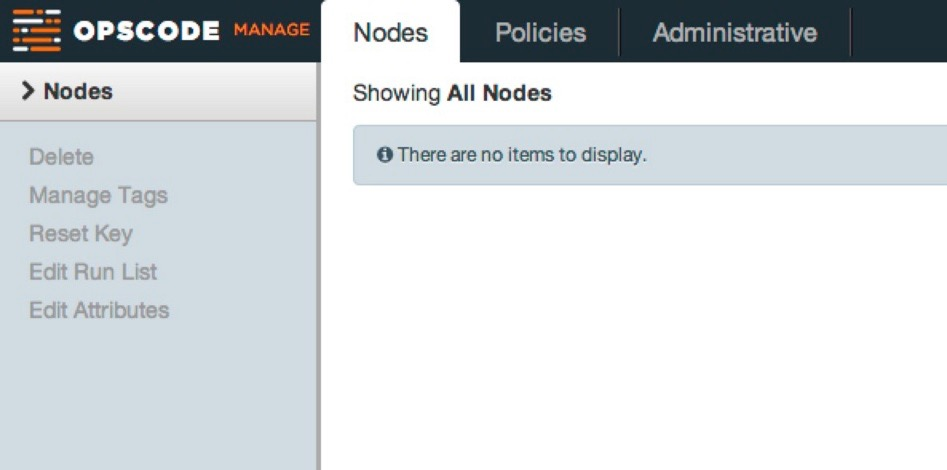 OPSCODE MANAGE
Nodes Policies Administrative
Nodes
Delete
Manage Tags
Reset Key
Edit Run List
Edit Attributes
Showing All Nodes
There are no items to display.